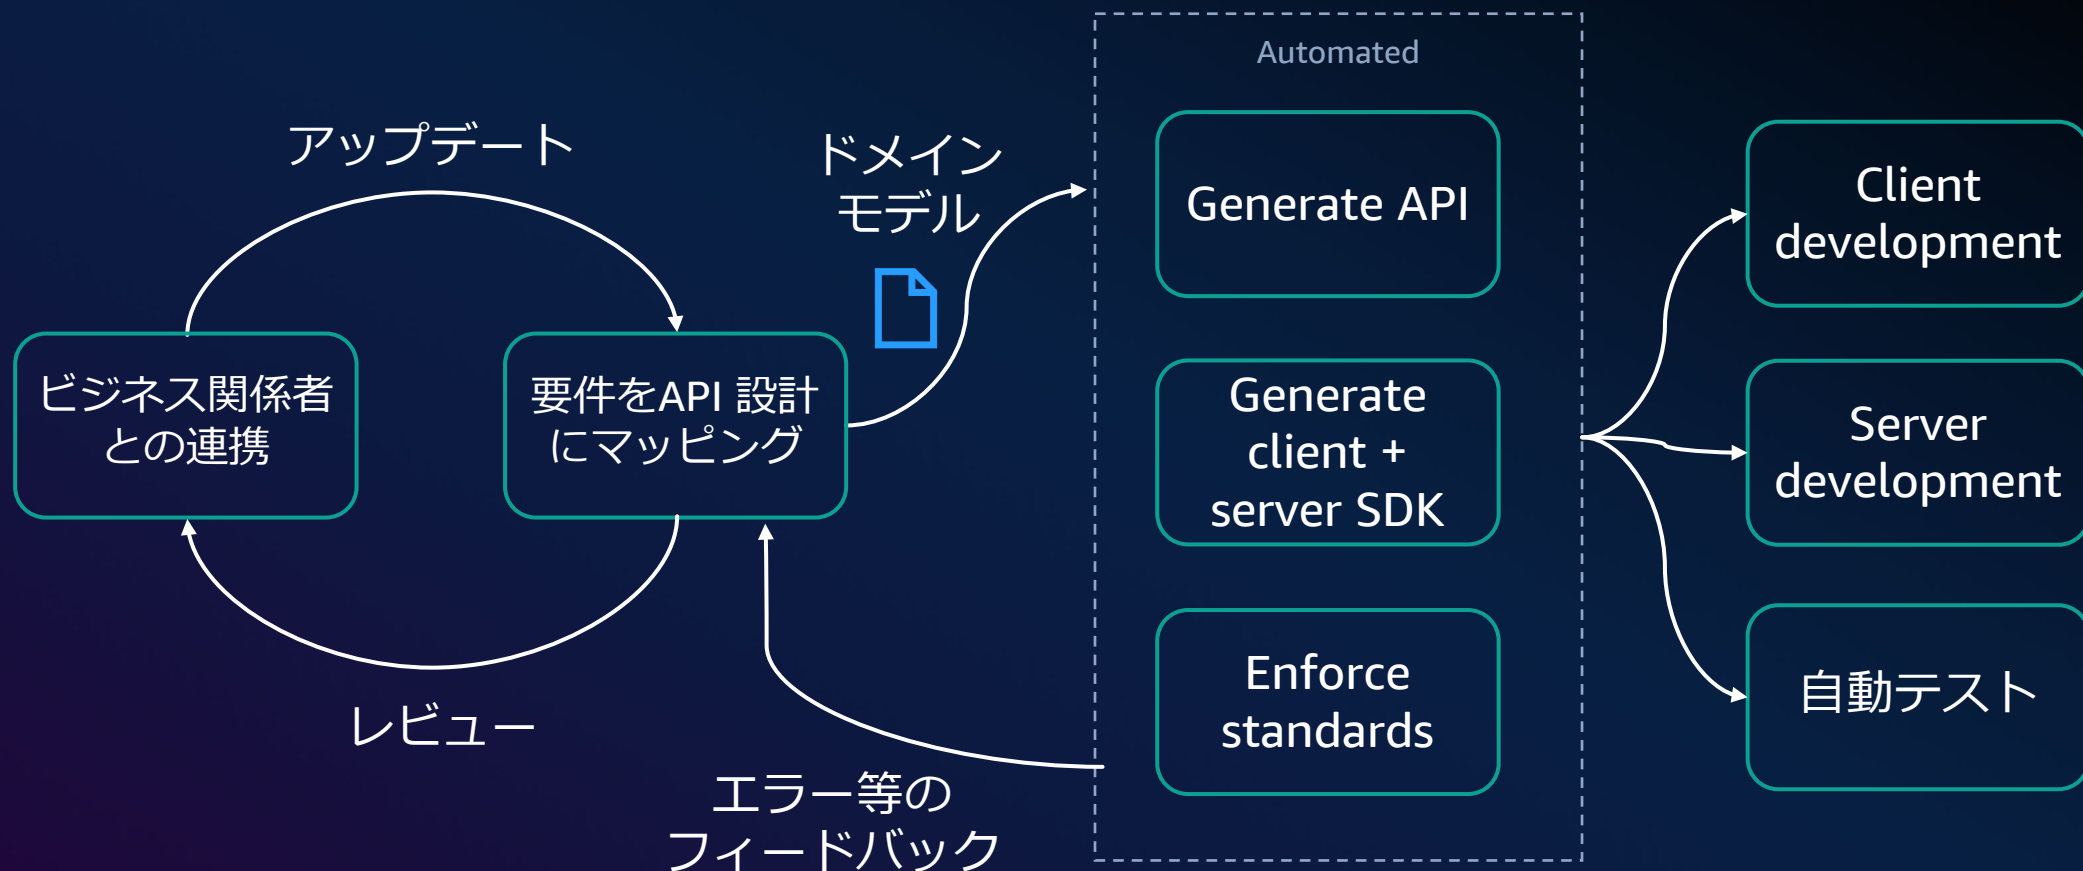 Automated
アップデート
ドメイン
モデル
ビジネス関係者
との連携
要件をAPI 設計
にマッピング
レビュー
エラー等の
フィードバック
Generate API
Generate
client +
server SDK
Enforce
standards
Client
development
Server
development
自動テスト